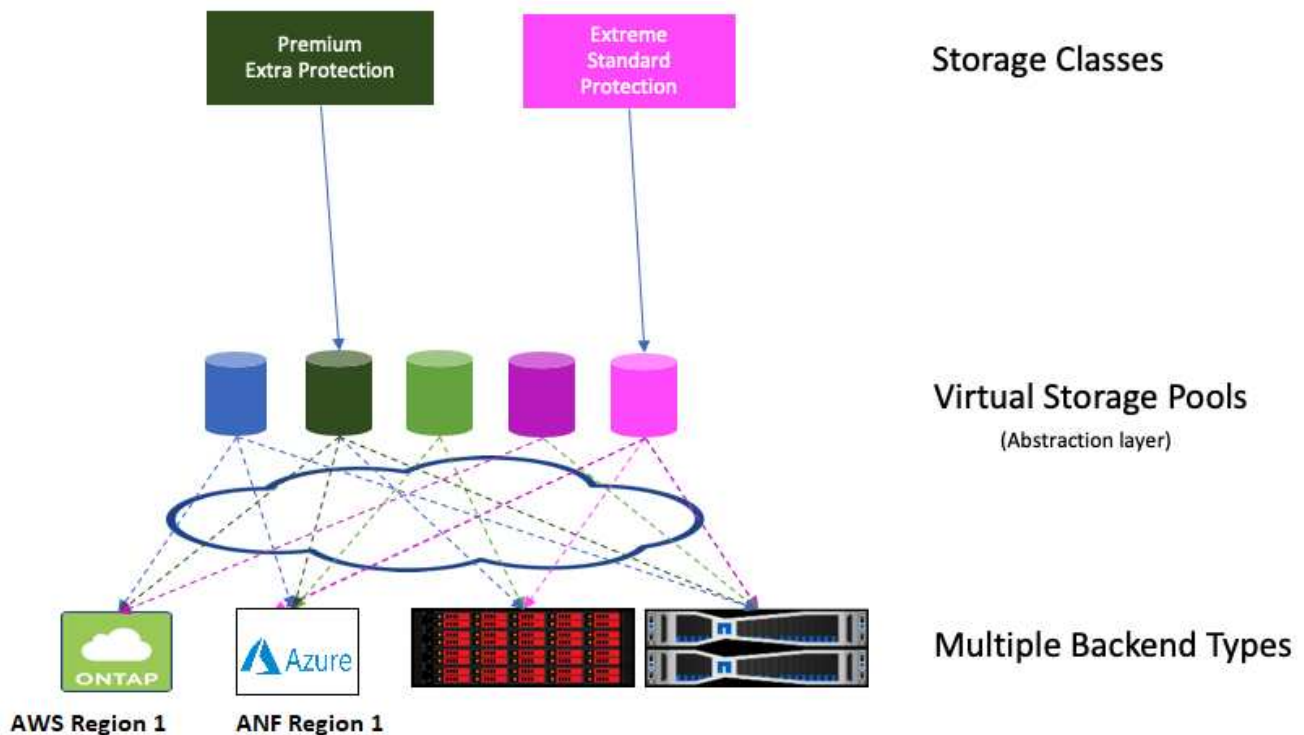 Premium
Extra Protection
Extreme
Standard
Protection
Storage Classes
Virtual Storage Pools
(Abstraction layer)
ONTAP
Azure
Multiple Backend Types
AWS Region 1
ANF Region 1